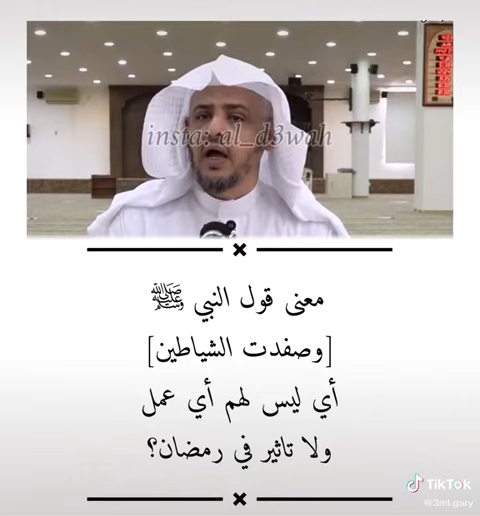 insta: al_d3wah
معنى قول النبي ﷺ
[وصفدت الشياطين]
أي ليس لهم أي عمل
ولا تاثير في رمضان؟
TikTok
@3ml.gary